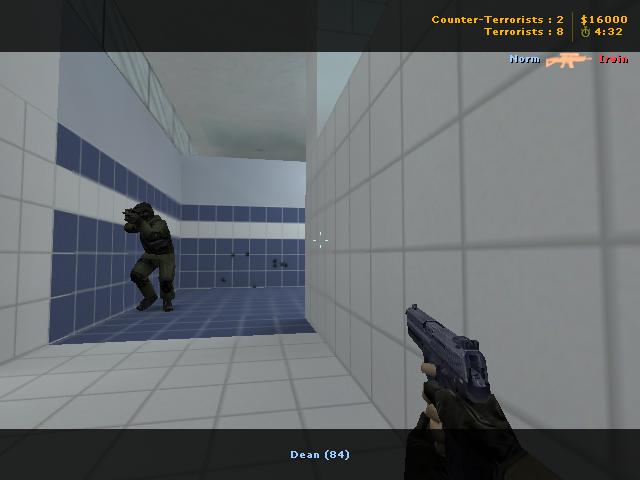 Counter-Terrorists : 2 $16000
Terrorists : 8 4:32
Norm Irwin
Dean (84)